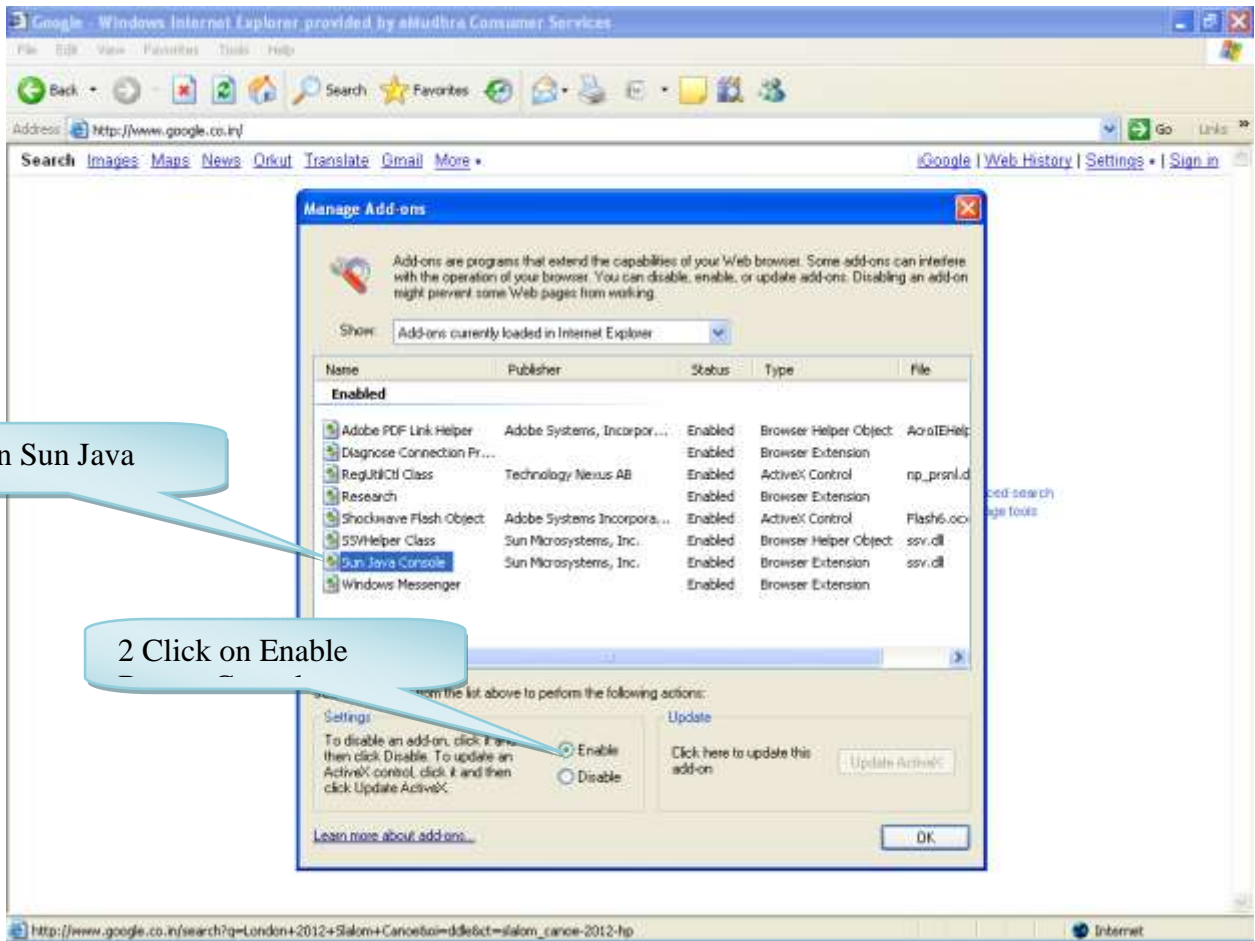 Google - Windows Internet Explorer provided by eMudhra Consumer Services
File Edit View Favorites Tools Help
Back Search Favorites
Address http://www.google.co.in/ Go Links
Search Images Maps News Orkut Translate Gmail More
iGoogle | Web History | Settings | Sign in
Manage Add-ons
Add-ons are programs that extend the capabilities of your Web browser. Some add-ons can interfere
with the operation of your browser. You can disable, enable, or update add-ons. Disabling an add-on
might prevent some Web pages from working.
Show: Add-ons currently loaded in Internet Explorer
Name Publisher Status Type File
Enabled
Adobe PDF Link Helper Adobe Systems, Incorpor... Enabled Browser Helper Object AcroIEHelp
Diagnose Connection Pr... Enabled Browser Extension
RegUtilCtl Class Technology Nexus AB Enabled ActiveX Control np_prsnl.d
Research Enabled Browser Extension
Shockwave Flash Object Adobe Systems Incorpora... Enabled ActiveX Control Flash6.ocx
SSVHelper Class Sun Microsystems, Inc. Enabled Browser Helper Object ssv.dll
Sun Java Console Sun Microsystems, Inc. Enabled Browser Extension ssv.dll
Windows Messenger Enabled Browser Extension
n Sun Java
ced search
age tools
2 Click on Enable
from the list above to perform the following actions:
Settings
To disable an add-on, click it and
then click Disable. To update an
ActiveX control, click it and then
click Update ActiveX.
Enable
Disable
Update
Click here to update this
add-on
Update ActiveX
Learn more about add-ons...
OK
http://www.google.co.in/search?q=London+2012+Slalom+Canoe&oi=ddle&ct=slalom_canoe-2012-hp Internet